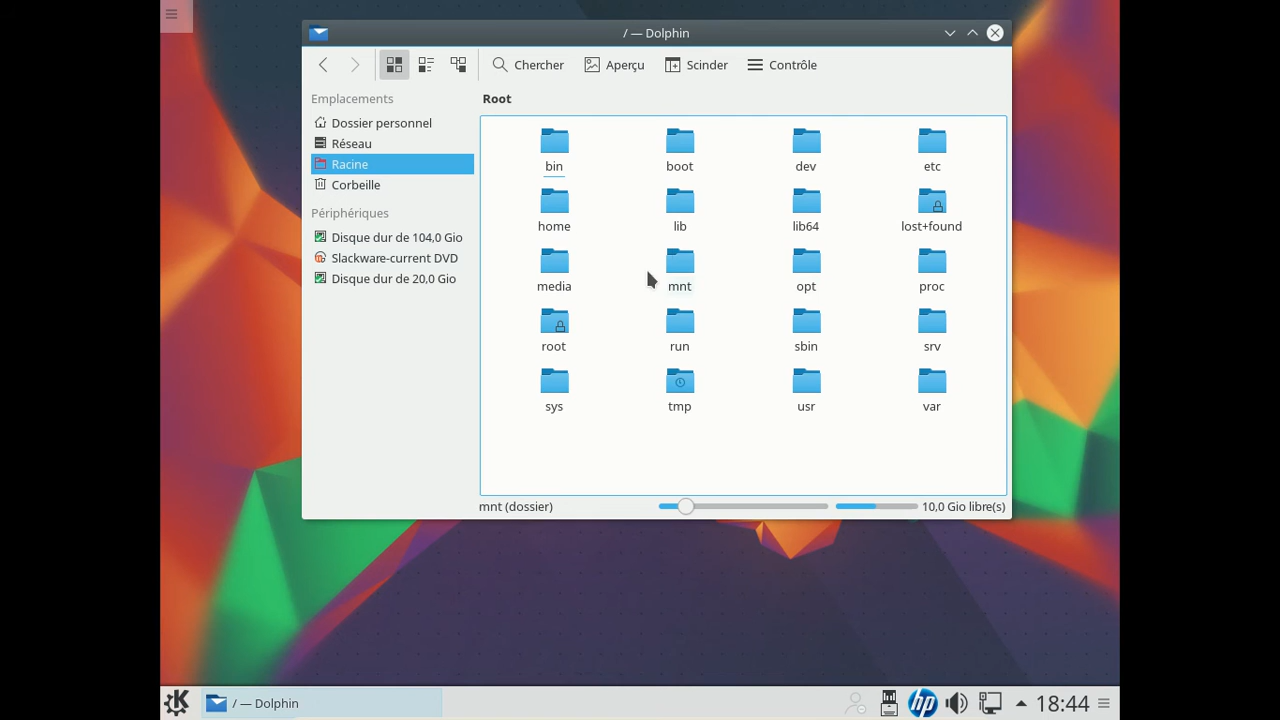 / — Dolphin
Chercher Aperçu Scinder Contrôle
Emplacements
Dossier personnel
Réseau
Racine
Corbeille
Périphériques
Disque dur de 104,0 Gio
Slackware-current DVD
Disque dur de 20,0 Gio
Root
bin boot dev etc
home lib lib64 lost+found
media mnt opt proc
root run sbin srv
sys tmp usr var
mnt (dossier) 10,0 Gio libre(s)
/ — Dolphin hp 18:44